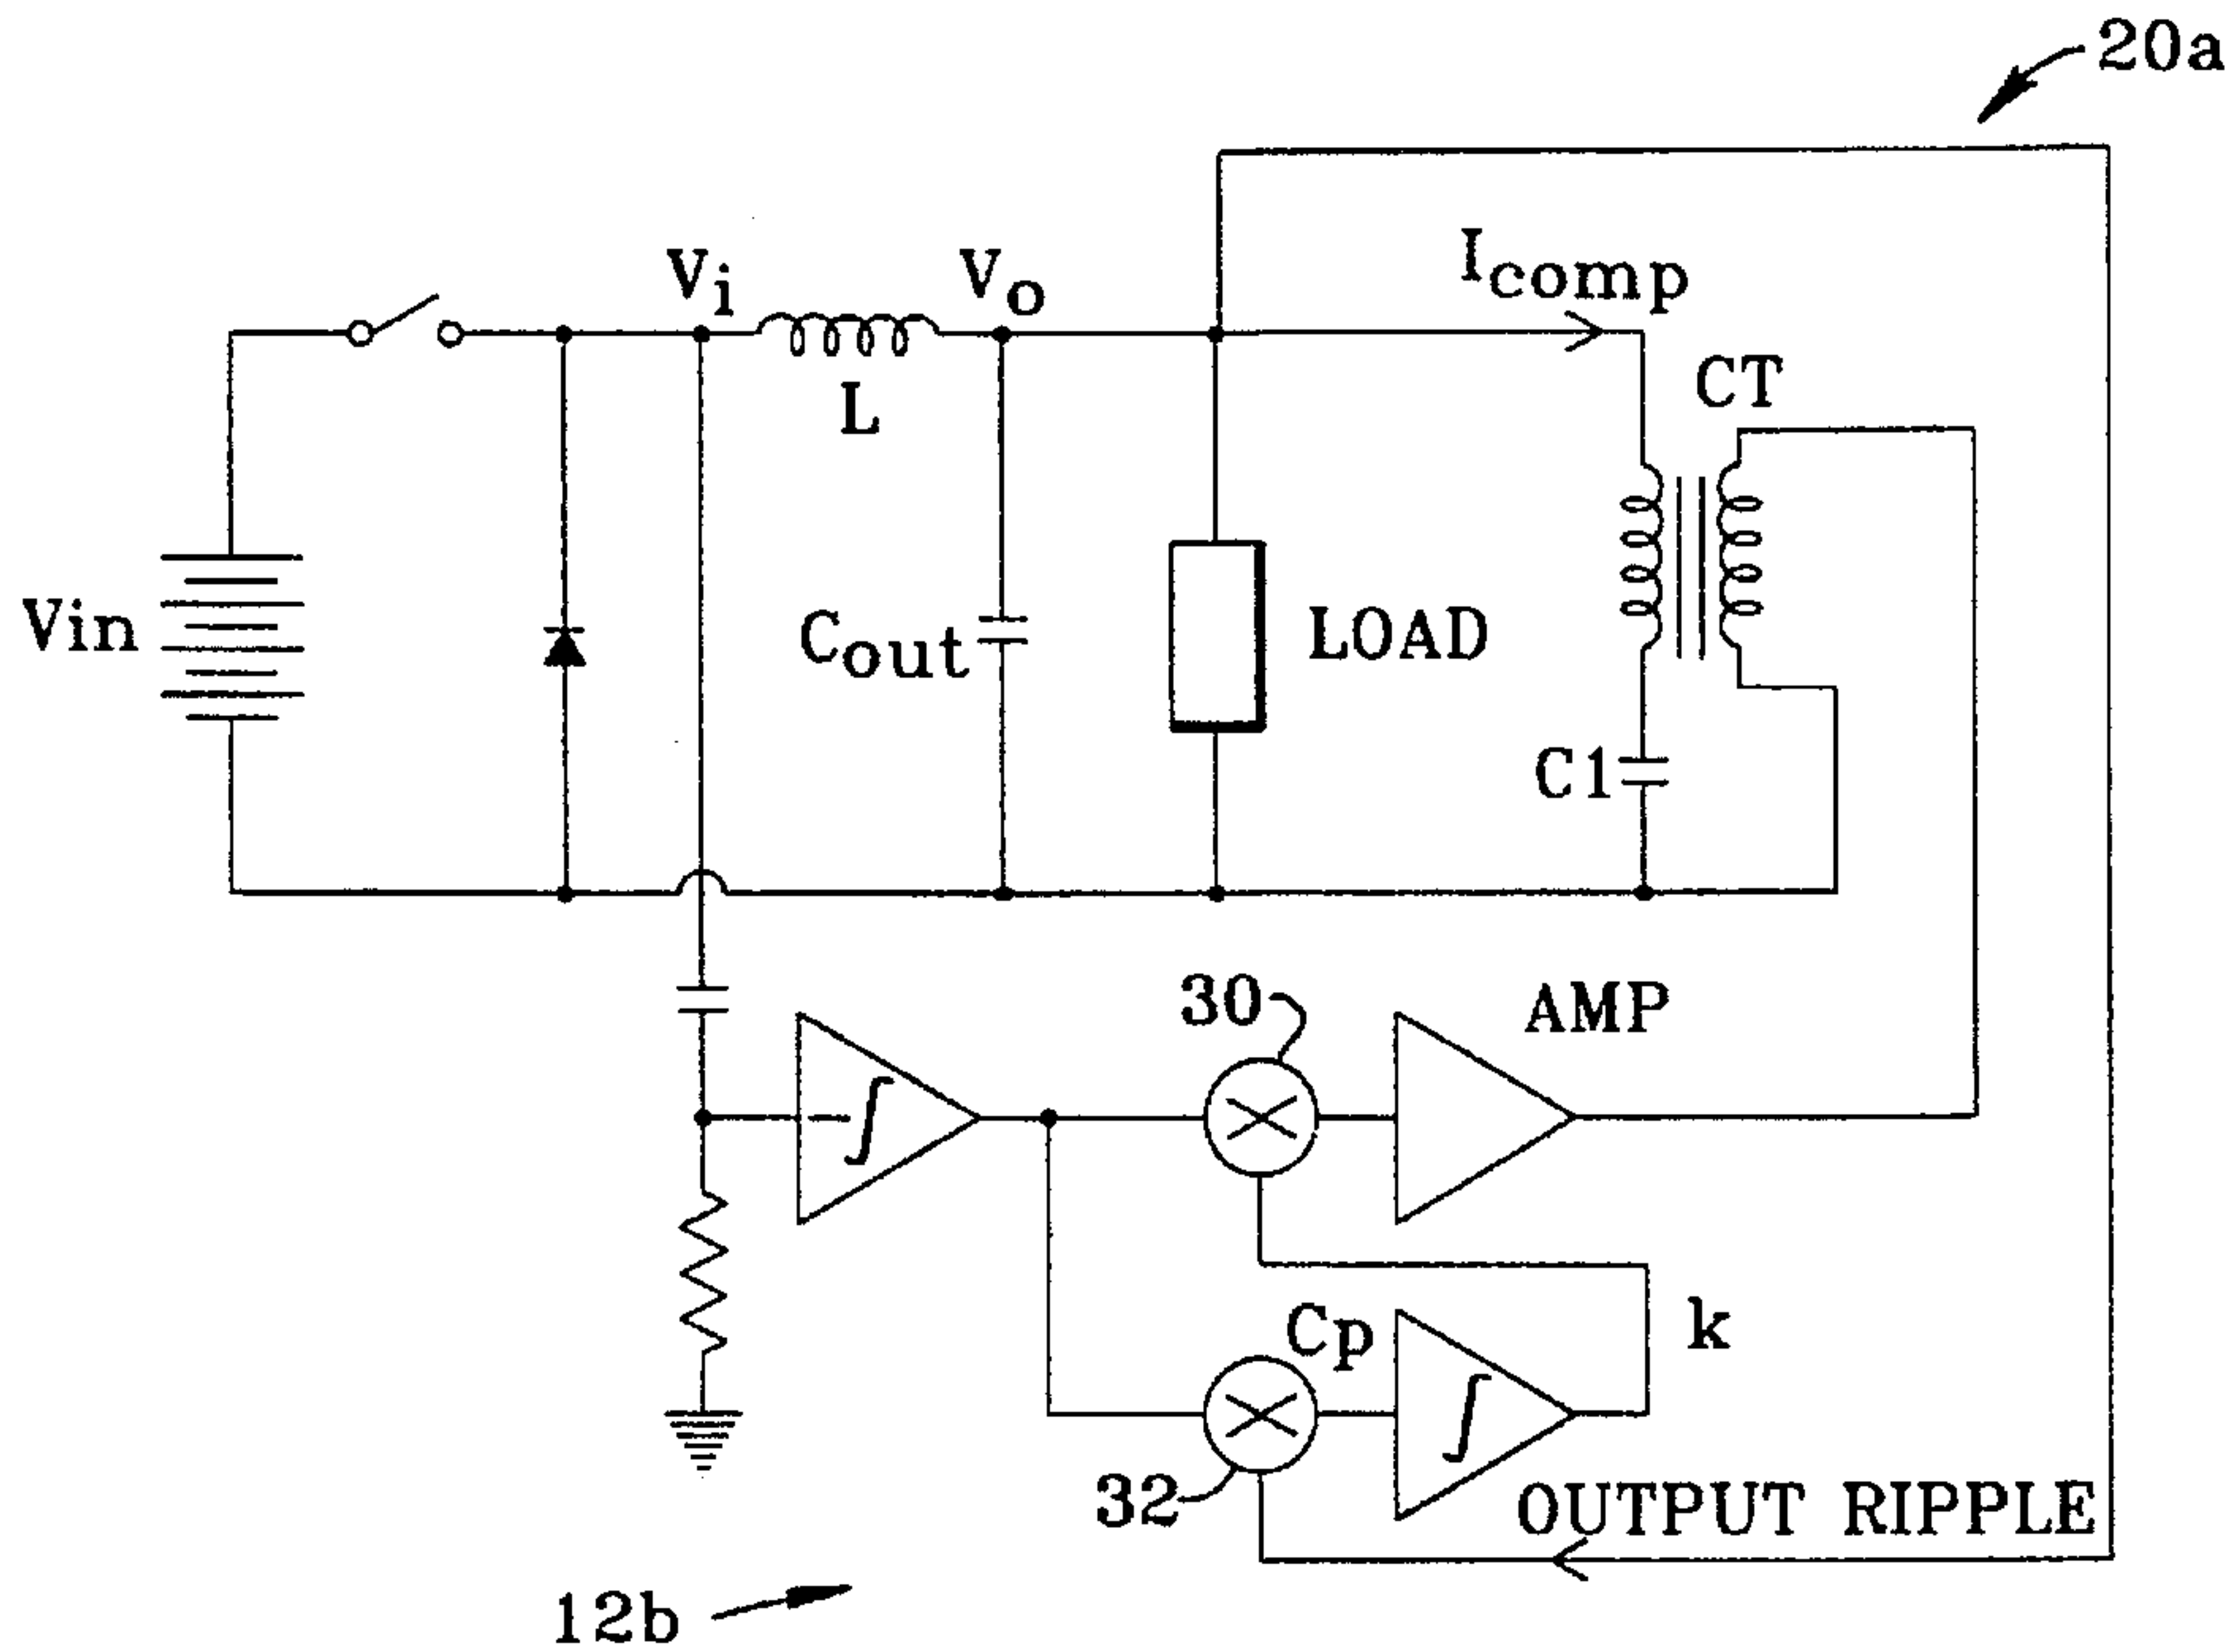 20a
Vi
Vo
Icomp
L
CT
Vin
Cout
LOAD
C1
30
AMP
∫
Cp
k
∫
32
OUTPUT RIPPLE
12b